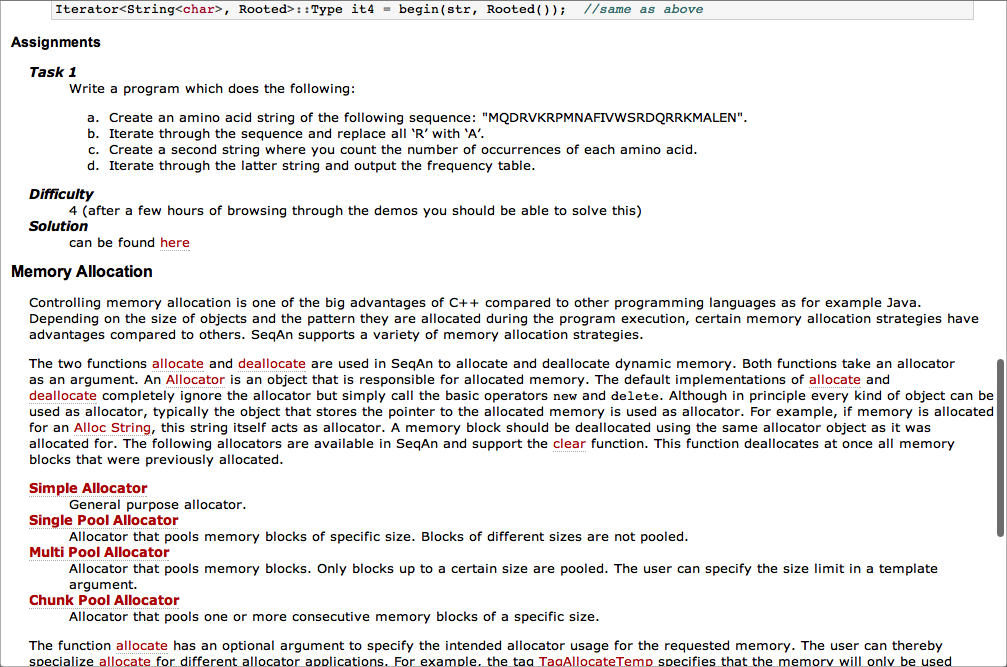 Iterator<String<char>, Rooted>::Type it4 = begin(str, Rooted());  //same as above
Assignments
Task 1
Write a program which does the following:
a. Create an amino acid string of the following sequence: "MQDRVKRPMNAFIVWSRDQRRKMALEN".
b. Iterate through the sequence and replace all ‘R’ with ‘A’.
c. Create a second string where you count the number of occurrences of each amino acid.
d. Iterate through the latter string and output the frequency table.
Difficulty
4 (after a few hours of browsing through the demos you should be able to solve this)
Solution
can be found here
Memory Allocation
Controlling memory allocation is one of the big advantages of C++ compared to other programming languages as for example Java.
Depending on the size of objects and the pattern they are allocated during the program execution, certain memory allocation strategies have
advantages compared to others. SeqAn supports a variety of memory allocation strategies.
The two functions allocate and deallocate are used in SeqAn to allocate and deallocate dynamic memory. Both functions take an allocator
as an argument. An Allocator is an object that is responsible for allocated memory. The default implementations of allocate and
deallocate completely ignore the allocator but simply call the basic operators new and delete. Although in principle every kind of object can be
used as allocator, typically the object that stores the pointer to the allocated memory is used as allocator. For example, if memory is allocated
for an Alloc String, this string itself acts as allocator. A memory block should be deallocated using the same allocator object as it was
allocated for. The following allocators are available in SeqAn and support the clear function. This function deallocates at once all memory
blocks that were previously allocated.
Simple Allocator
General purpose allocator.
Single Pool Allocator
Allocator that pools memory blocks of specific size. Blocks of different sizes are not pooled.
Multi Pool Allocator
Allocator that pools memory blocks. Only blocks up to a certain size are pooled. The user can specify the size limit in a template
argument.
Chunk Pool Allocator
Allocator that pools one or more consecutive memory blocks of a specific size.
The function allocate has an optional argument to specify the intended allocator usage for the requested memory. The user can thereby
specialize allocate for different allocator applications. For example, the tag TagAllocateTemp specifies that the memory will only be used